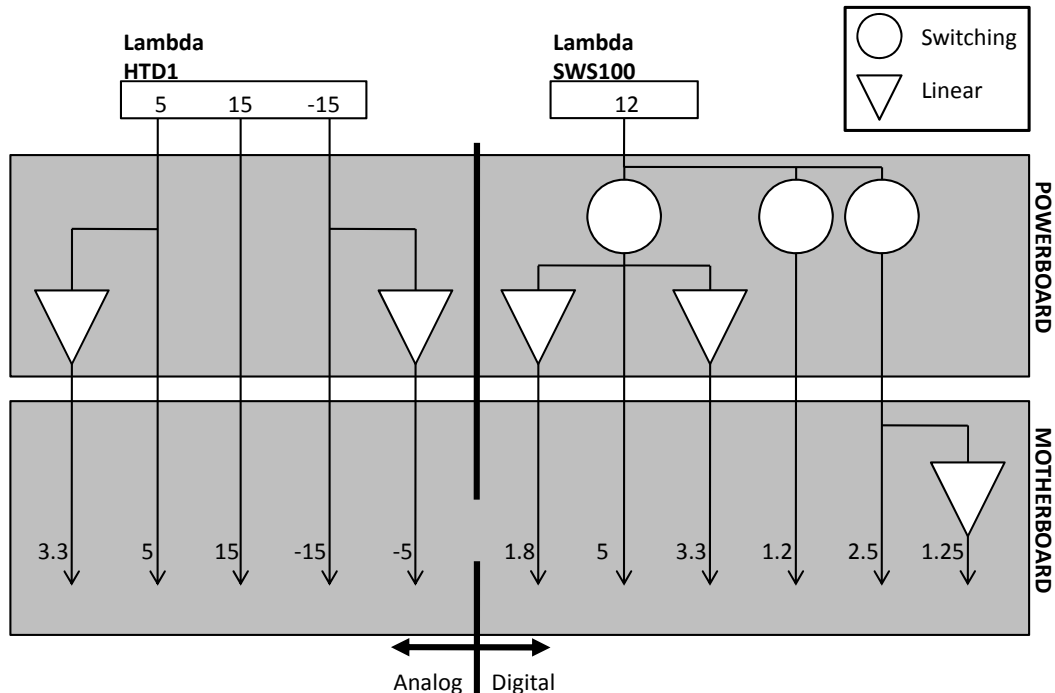 Lambda
HTD1
5 15 -15
Lambda
SWS100
12
Switching
Linear
POWERBOARD
MOTHERBOARD
3.3 5 15 -15 -5 1.8 5 3.3 1.2 2.5 1.25
Analog Digital